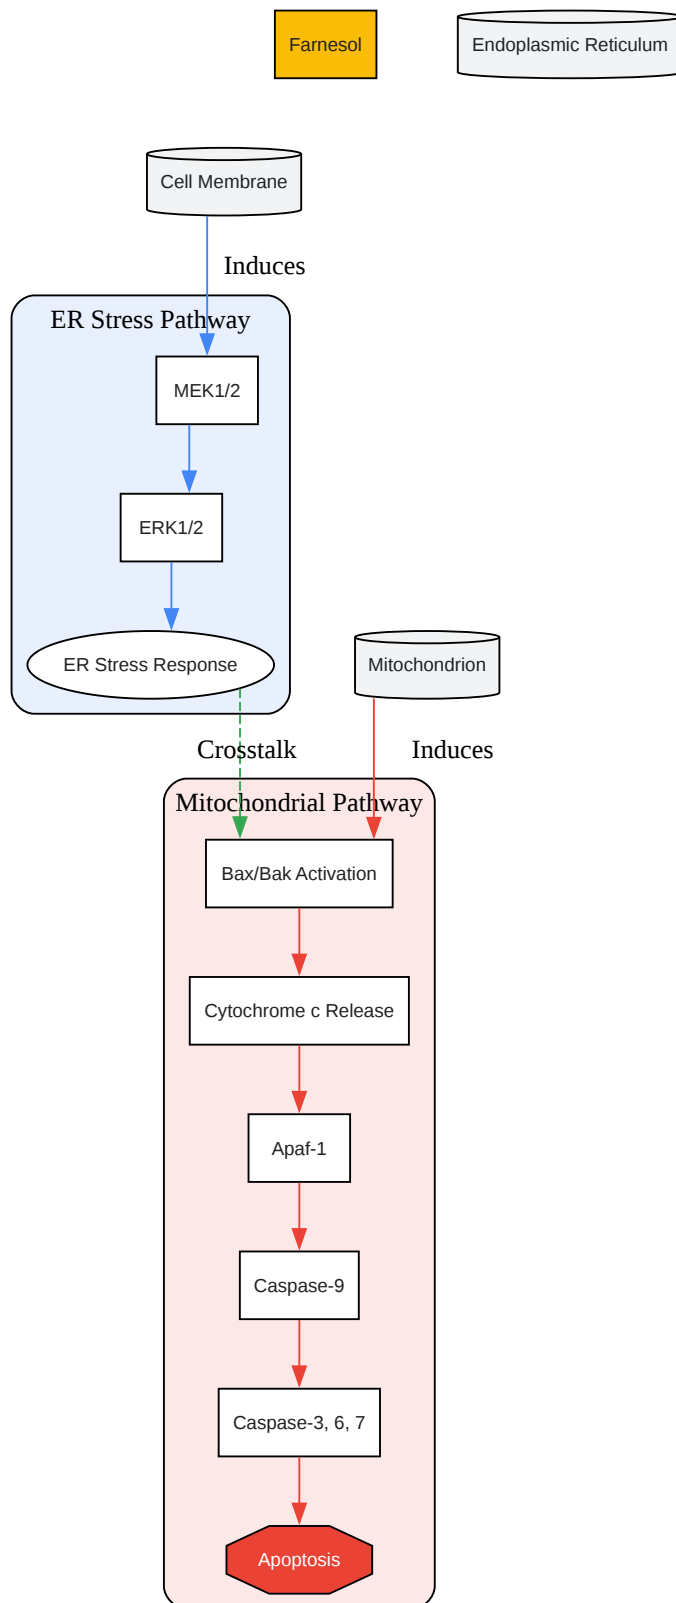 Farnesol
Endoplasmic Reticulum
Cell Membrane
Induces
ER Stress Pathway
MEK1/2
ERK1/2
ER Stress Response
Mitochondrion
Crosstalk
Induces
Mitochondrial Pathway
Bax/Bak Activation
Cytochrome c Release
Apaf-1
Caspase-9
Caspase-3, 6, 7
Apoptosis